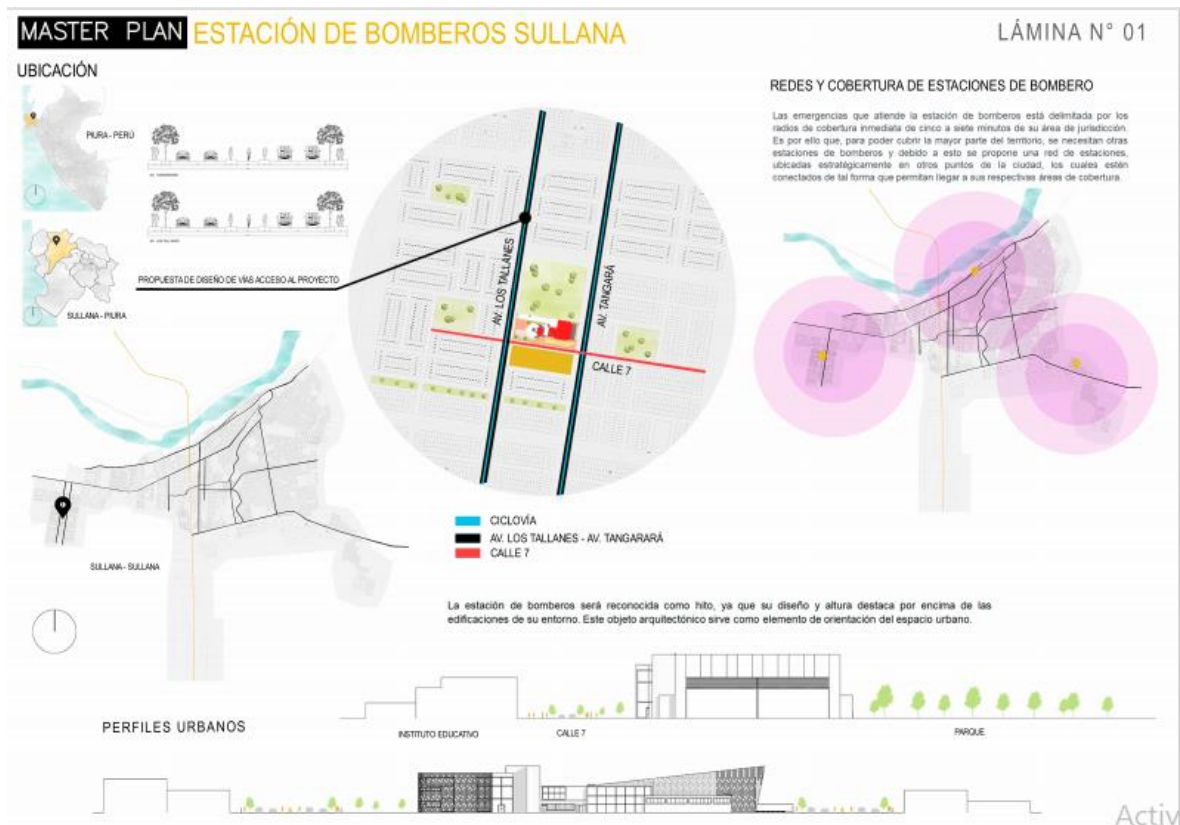 MASTER PLAN ESTACIÓN DE BOMBEROS SULLANA
LÁMINA N° 01
UBICACIÓN
PIURA - PERÚ
SULLANA - PIURA
PROPUESTA DE DISEÑO DE VÍAS ACCESO AL PROYECTO
SULLANA - SULLANA
AV. LOS TALLANES
AV. TANGARÁ
CALLE 7
REDES Y COBERTURA DE ESTACIONES DE BOMBERO
Las emergencias que atiende la estación de bomberos está delimitada por los
radios de cobertura inmediata de cinco a siete minutos de su área de jurisdicción.
Es por ello que, para poder cubrir la mayor parte del territorio, se necesitan otras
estaciones de bomberos y debido a esto se propone una red de estaciones,
ubicadas estratégicamente en otros puntos de la ciudad, los cuales estén
conectados de tal forma que permitan llegar a sus respectivas áreas de cobertura.
CICLOVÍA
AV. LOS TALLANES - AV. TANGARARÁ
CALLE 7
La estación de bomberos será reconocida como hito, ya que su diseño y altura destaca por encima de las
edificaciones de su entorno. Este objeto arquitectónico sirve como elemento de orientación del espacio urbano.
PERFILES URBANOS
INSTITUTO EDUCATIVO
CALLE 7
PARQUE
Activ